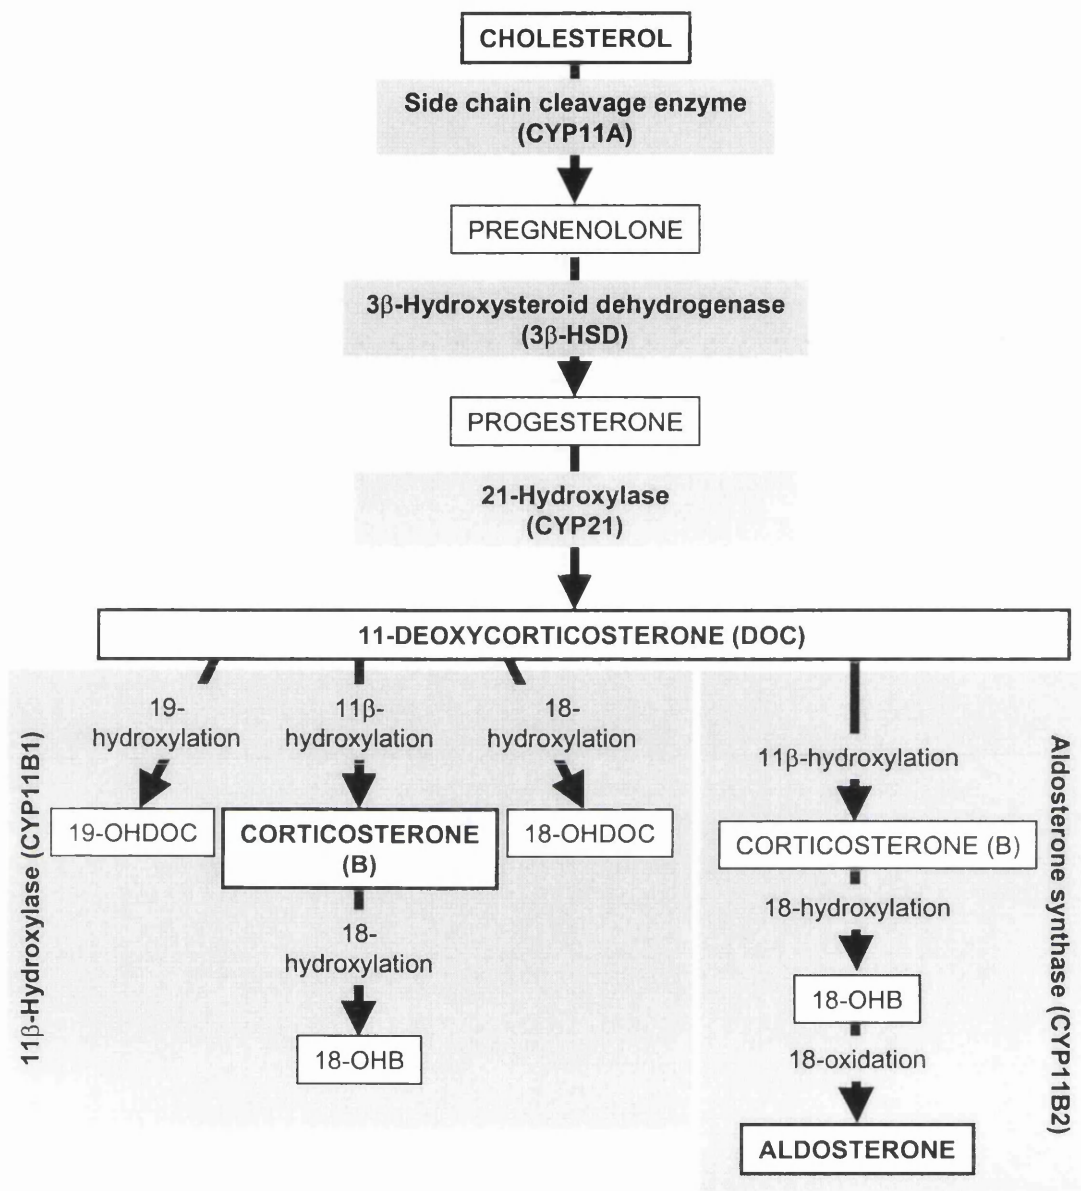 CHOLESTEROL
Side chain cleavage enzyme
(CYP11A)
PREGNENOLONE
3β-Hydroxysteroid dehydrogenase
(3β-HSD)
PROGESTERONE
21-Hydroxylase
(CYP21)
11-DEOXYCORTICOSTERONE (DOC)
11β-Hydroxylase (CYP11B1)
19-
hydroxylation
11β-
hydroxylation
18-
hydroxylation
19-OHDOC
CORTICOSTERONE
(B)
18-OHDOC
18-
hydroxylation
18-OHB
11β-hydroxylation
CORTICOSTERONE (B)
18-hydroxylation
18-OHB
18-oxidation
ALDOSTERONE
Aldosterone synthase (CYP11B2)